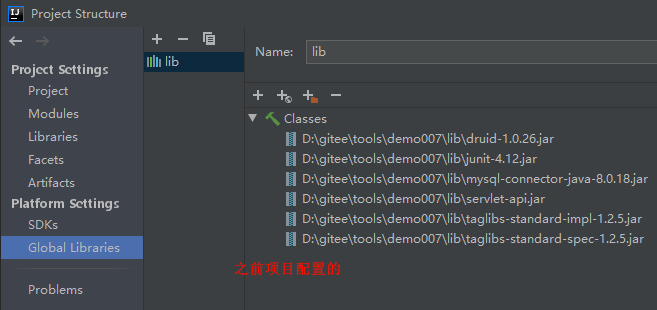 Project Structure
Project Settings
Project
Modules
Libraries
Facets
Artifacts
Platform Settings
SDKs
Global Libraries
Problems
lib
Name: lib
Classes
D:\gitee\tools\demo007\lib\druid-1.0.26.jar
D:\gitee\tools\demo007\lib\junit-4.12.jar
D:\gitee\tools\demo007\lib\mysql-connector-java-8.0.18.jar
D:\gitee\tools\demo007\lib\servlet-api.jar
D:\gitee\tools\demo007\lib\taglibs-standard-impl-1.2.5.jar
D:\gitee\tools\demo007\lib\taglibs-standard-spec-1.2.5.jar
之前项目配置的